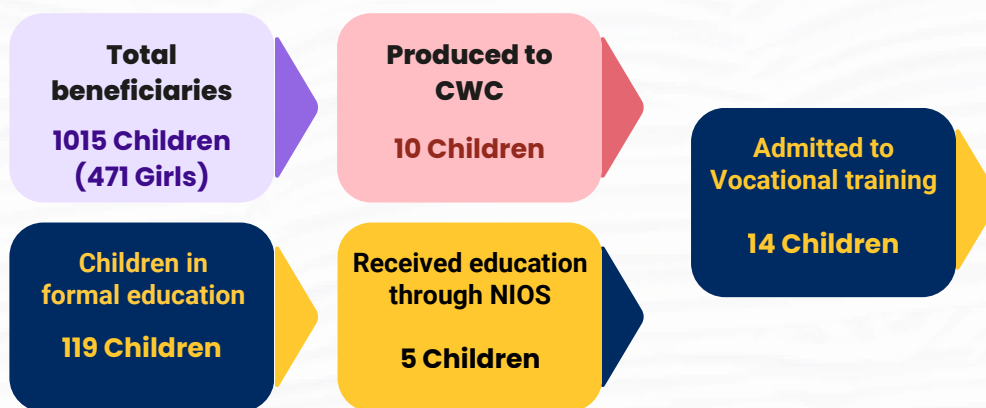 Total
beneficiaries
1015 Children
(471 Girls)
Produced to
CWC
10 Children
Admitted to
Vocational training
14 Children
Children in
formal education
119 Children
Received education
through NIOS
5 Children